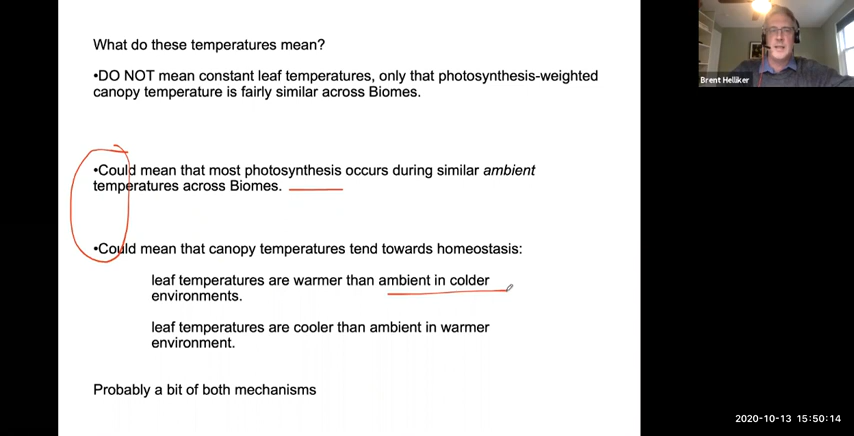 What do these temperatures mean?
•DO NOT mean constant leaf temperatures, only that photosynthesis-weighted
canopy temperature is fairly similar across Biomes.
•Could mean that most photosynthesis occurs during similar ambient
temperatures across Biomes.
•Could mean that canopy temperatures tend towards homeostasis:
leaf temperatures are warmer than ambient in colder
environments.
leaf temperatures are cooler than ambient in warmer
environment.
Probably a bit of both mechanisms
Brent Helliker
2020-10-13 15:50:14